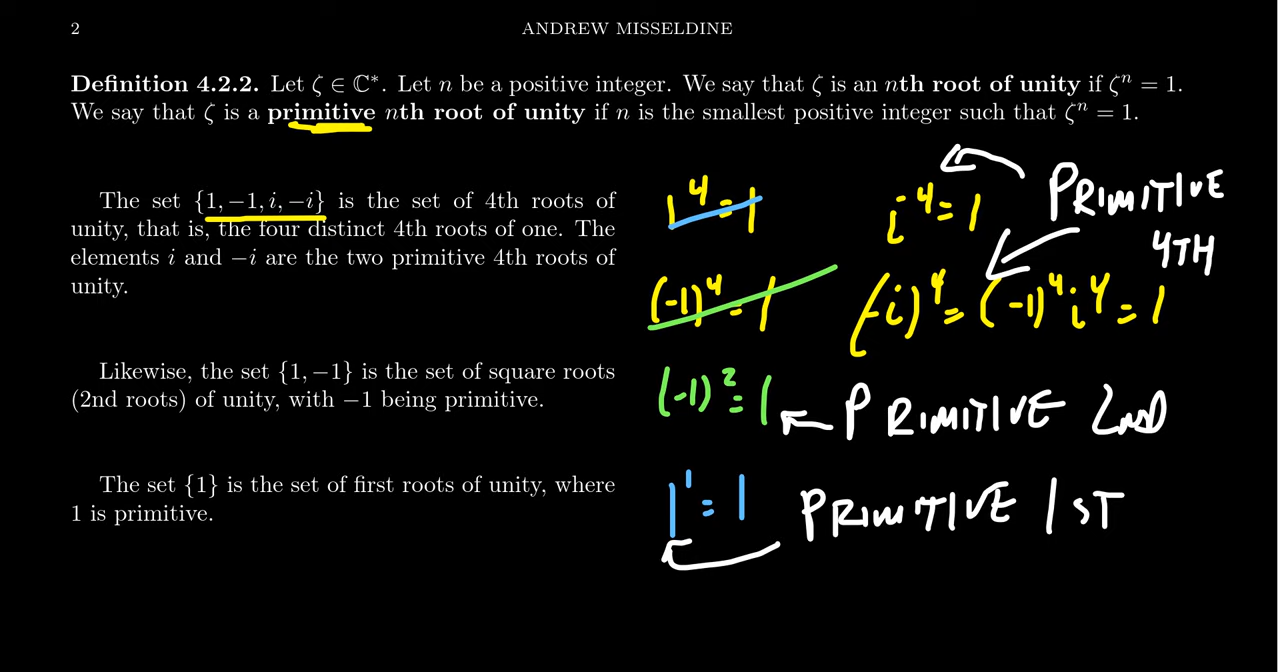 2
ANDREW MISSELDINE
Definition 4.2.2. Let ζ ∈ ℂ*. Let n be a positive integer. We say that ζ is an nth root of unity if ζⁿ = 1.
We say that ζ is a primitive nth root of unity if n is the smallest positive integer such that ζⁿ = 1.
The set {1, −1, i, −i} is the set of 4th roots of
unity, that is, the four distinct 4th roots of one. The
elements i and −i are the two primitive 4th roots of
unity.
Likewise, the set {1, −1} is the set of square roots
(2nd roots) of unity, with −1 being primitive.
The set {1} is the set of first roots of unity, where
1 is primitive.
1⁴ = 1
i⁴ = 1
PRIMITIVE
4TH
(-1)⁴ = 1
(-i)⁴ = (-1)⁴ i⁴ = 1
(-1)² = 1
PRIMITIVE 2ND
1¹ = 1
PRIMITIVE 1ST